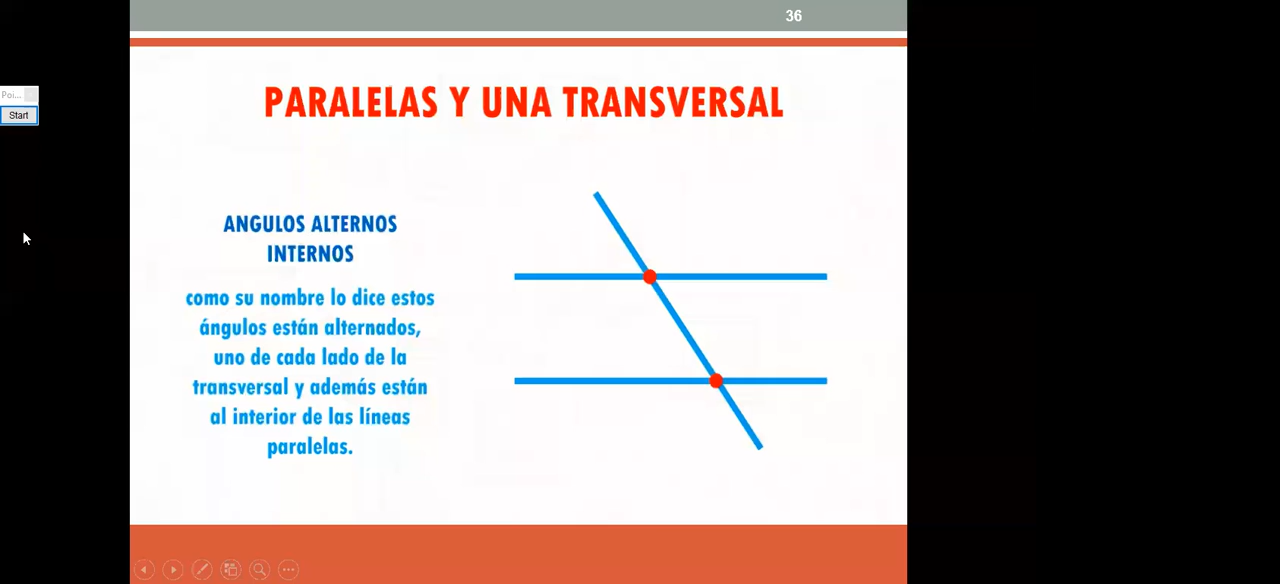 36
PARALELAS Y UNA TRANSVERSAL
Poi...
Start
ANGULOS ALTERNOS
INTERNOS
como su nombre lo dice estos
ángulos están alternados,
uno de cada lado de la
transversal y además están
al interior de las líneas
paralelas.